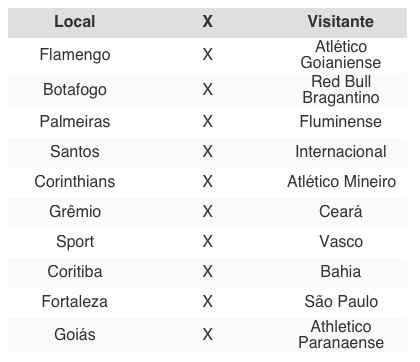 Local X Visitante
Flamengo X Atlético
Goianiense
Botafogo X Red Bull
Bragantino
Palmeiras X Fluminense
Santos X Internacional
Corinthians X Atlético Mineiro
Grêmio X Ceará
Sport X Vasco
Coritiba X Bahia
Fortaleza X São Paulo
Goiás X Athletico
Paranaense